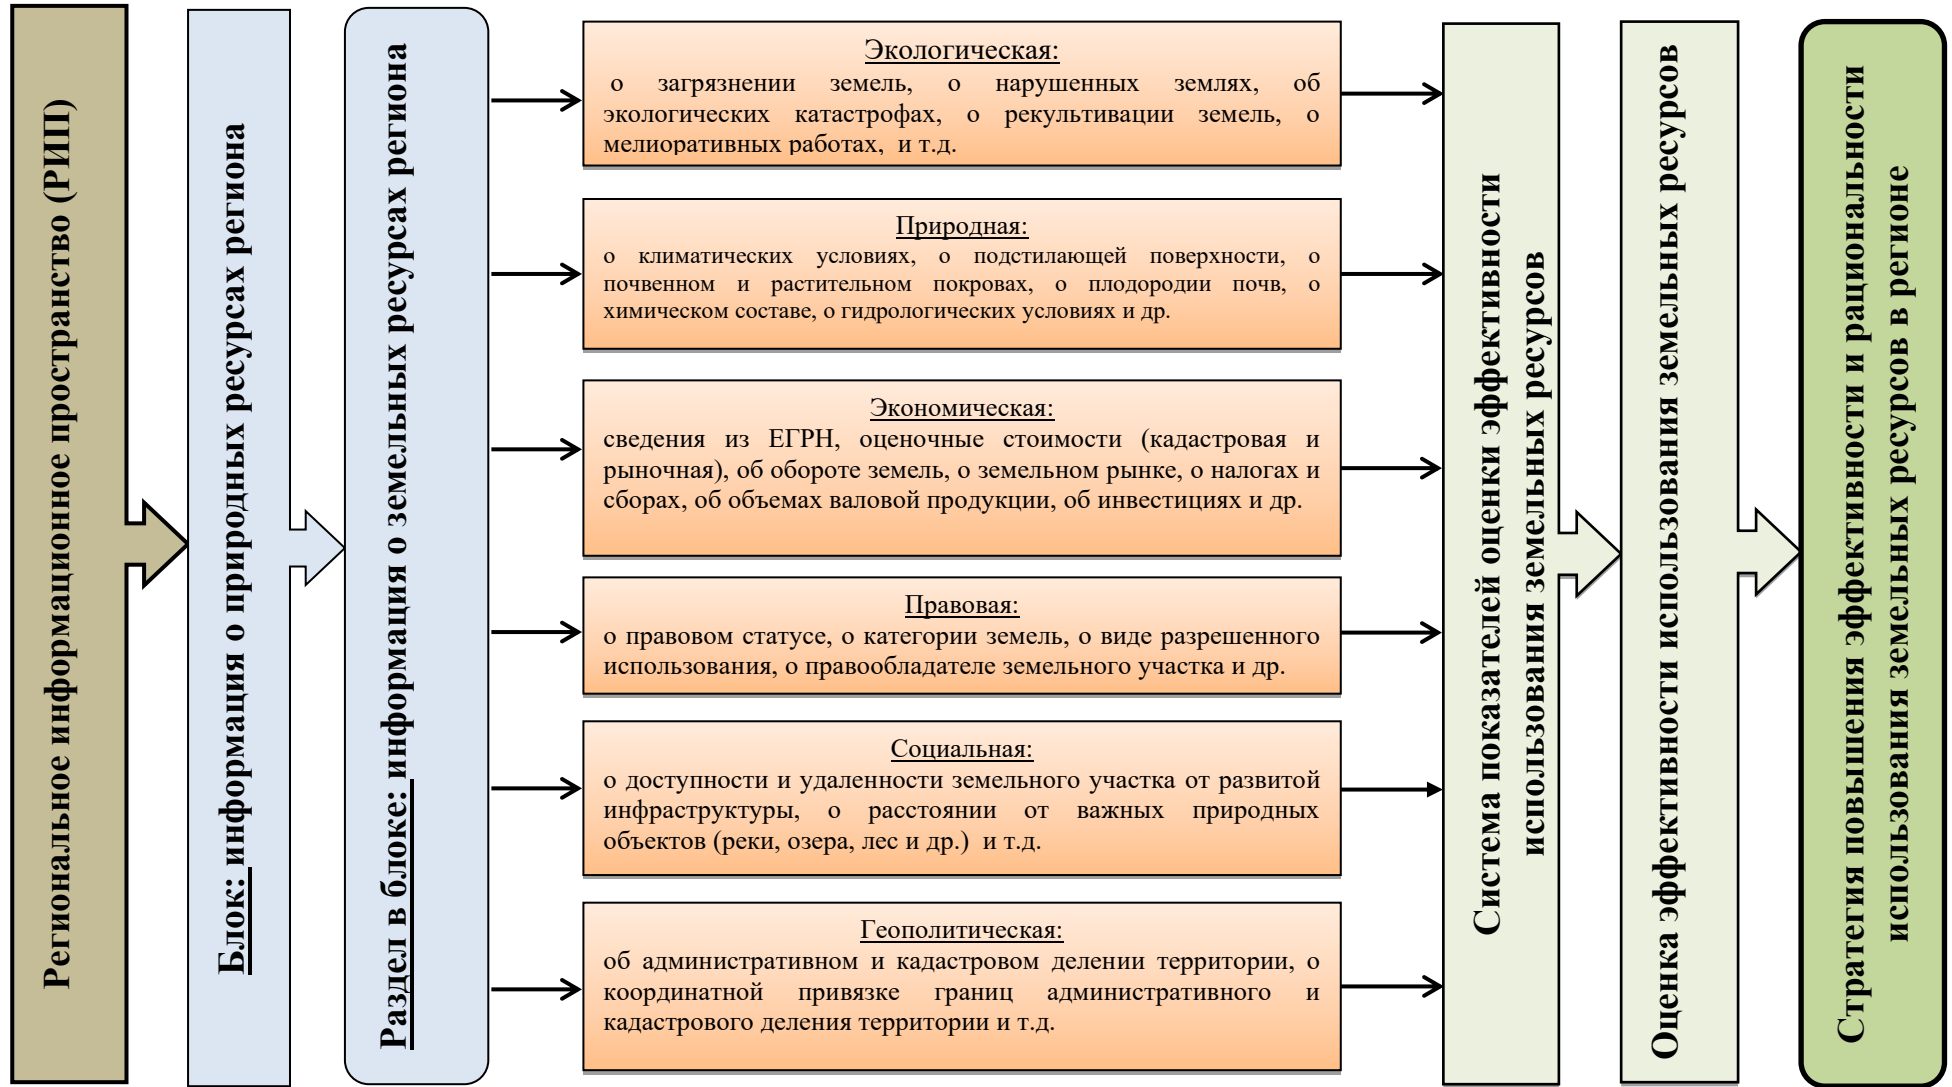 Региональное информационное пространство (РИП)
Блок: информация о природных ресурсах региона
Раздел в блоке: информация о земельных ресурсах региона
Экологическая:
о загрязнении земель, о нарушенных землях, об
экологических катастрофах, о рекультивации земель, о
мелиоративных работах, и т.д.
Природная:
о климатических условиях, о подстилающей поверхности, о
почвенном и растительном покровах, о плодородии почв, о
химическом составе, о гидрологических условиях и др.
Экономическая:
сведения из ЕГРН, оценочные стоимости (кадастровая и
рыночная), об обороте земель, о земельном рынке, о налогах и
сборах, об объемах валовой продукции, об инвестициях и др.
Правовая:
о правовом статусе, о категории земель, о виде разрешенного
использования, о правообладателе земельного участка и др.
Социальная:
о доступности и удаленности земельного участка от развитой
инфраструктуры, о расстоянии от важных природных
объектов (реки, озера, лес и др.) и т.д.
Геополитическая:
об административном и кадастровом делении территории, о
координатной привязке границ административного и
кадастрового деления территории и т.д.
Система показателей оценки эффективности
использования земельных ресурсов
Оценка эффективности использования земельных ресурсов
Стратегия повышения эффективности и рациональности
использования земельных ресурсов в регионе